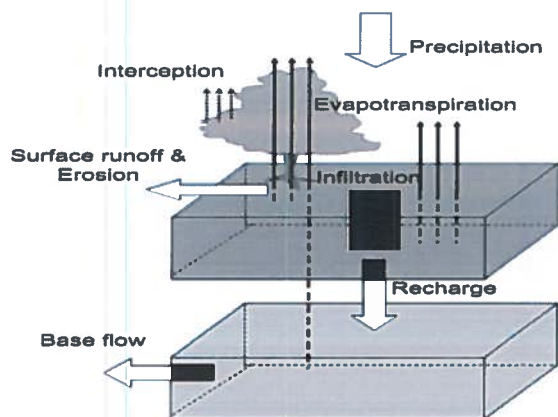 Precipitation
Interception
Evapotranspiration
Surface runoff &
Erosion
Infiltration
Recharge
Base flow